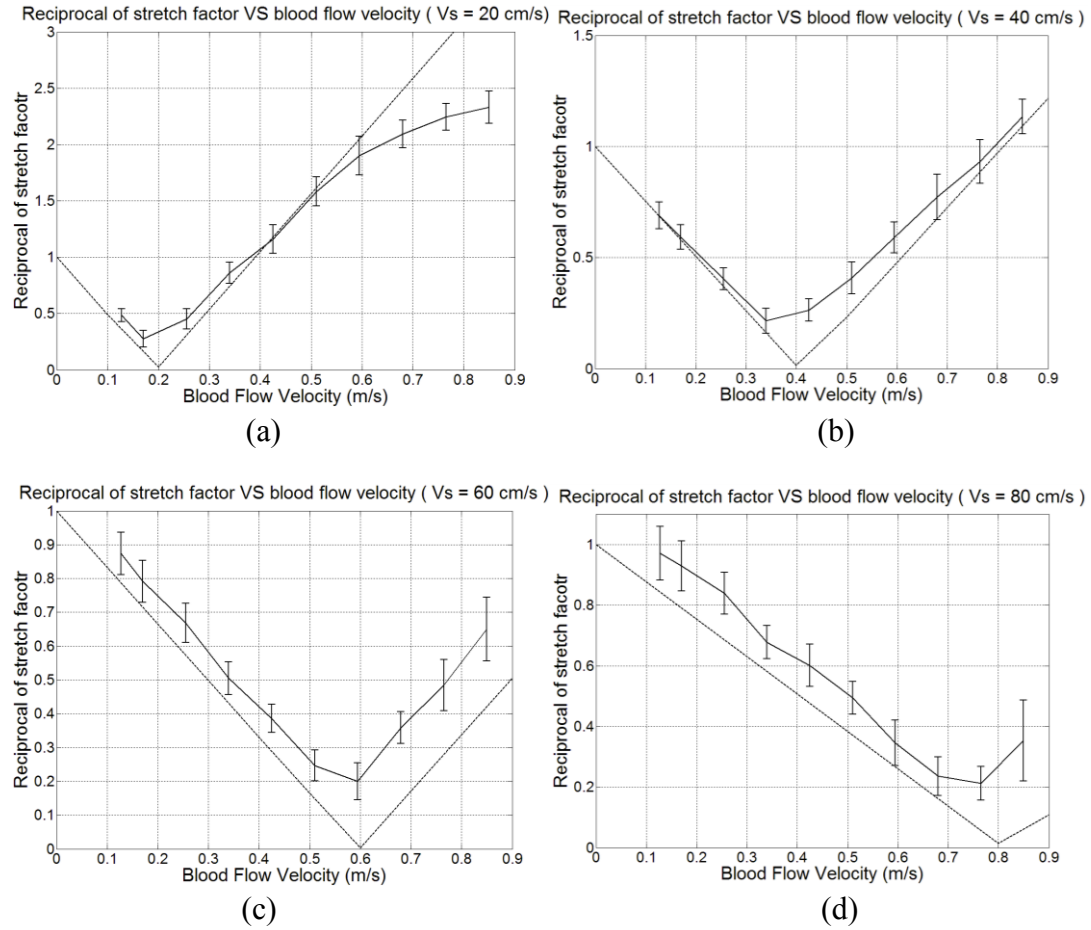 Reciprocal of stretch factor VS blood flow velocity ( Vs = 20 cm/s)
3
2.5
2
1.5
1
0.5
0
Reciprocal of stretch facotr
0 0.1 0.2 0.3 0.4 0.5 0.6 0.7 0.8 0.9
Blood Flow Velocity (m/s)
(a)
Reciprocal of stretch factor VS blood flow velocity ( Vs = 40 cm/s )
1.5
1
0.5
0
Reciprocal of stretch facotr
0 0.1 0.2 0.3 0.4 0.5 0.6 0.7 0.8 0.9
Blood Flow Velocity (m/s)
(b)
Reciprocal of stretch factor VS blood flow velocity ( Vs = 60 cm/s )
1
0.9
0.8
0.7
0.6
0.5
0.4
0.3
0.2
0.1
0
Reciprocal of stretch facotr
0 0.1 0.2 0.3 0.4 0.5 0.6 0.7 0.8 0.9
Blood Flow Velocity (m/s)
(c)
Reciprocal of stretch factor VS blood flow velocity ( Vs = 80 cm/s )
1
0.8
0.6
0.4
0.2
0
Reciprocal of stretch facotr
0 0.1 0.2 0.3 0.4 0.5 0.6 0.7 0.8 0.9
Blood Flow Velocity (m/s)
(d)